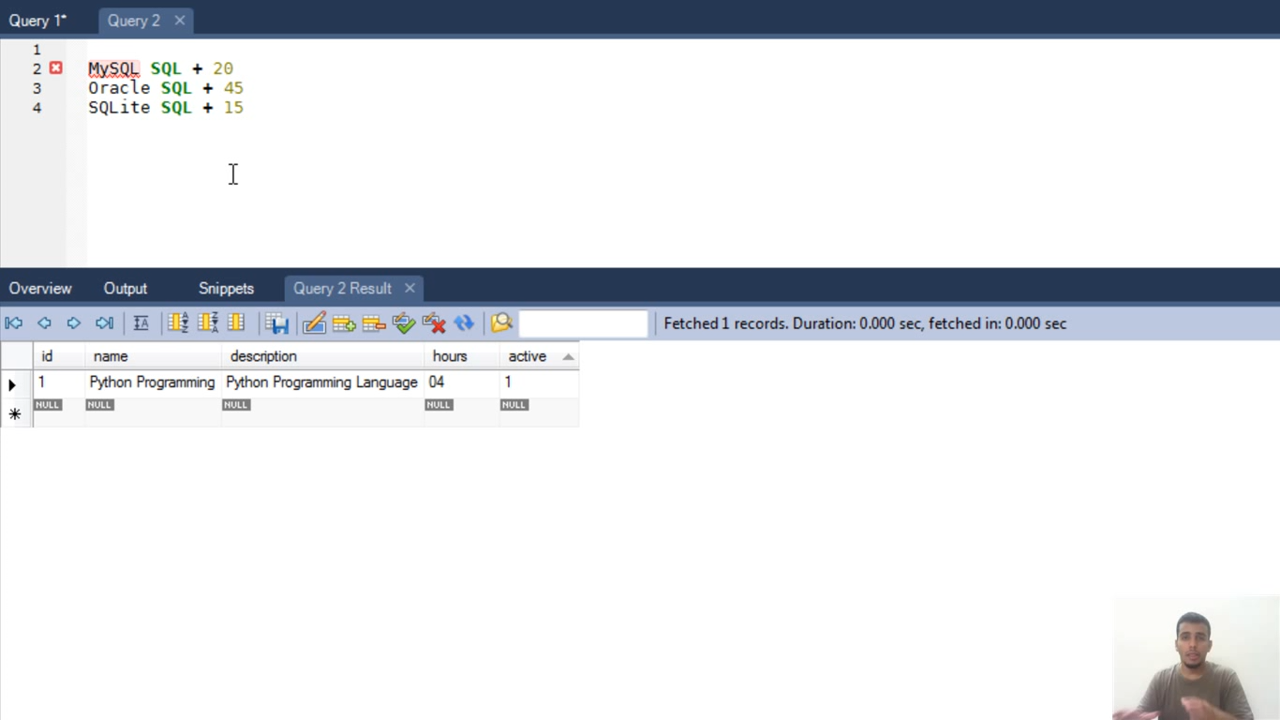 Query 1* Query 2
1
2 MySQL SQL + 20
3 Oracle SQL + 45
4 SQLite SQL + 15
Overview Output Snippets Query 2 Result
Fetched 1 records. Duration: 0.000 sec, fetched in: 0.000 sec
id name description hours active
1 Python Programming Python Programming Language 04 1
NULL NULL NULL NULL NULL